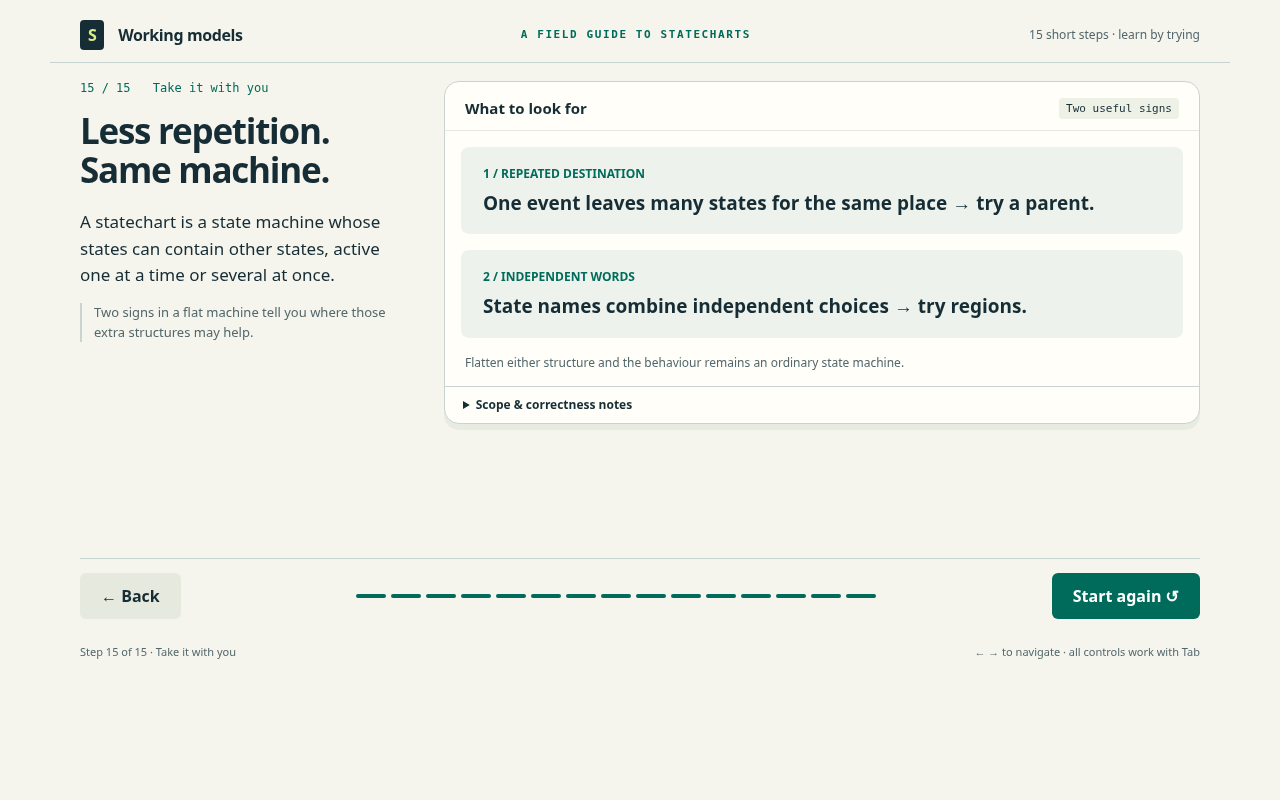 S Working models
A FIELD GUIDE TO STATECHARTS
15 short steps · learn by trying
15 / 15 Take it with you
Less repetition.
Same machine.
A statechart is a state machine whose
states can contain other states, active
one at a time or several at once.
Two signs in a flat machine tell you where those
extra structures may help.
What to look for
Two useful signs
1 / REPEATED DESTINATION
One event leaves many states for the same place → try a parent.
2 / INDEPENDENT WORDS
State names combine independent choices → try regions.
Flatten either structure and the behaviour remains an ordinary state machine.
▶ Scope & correctness notes
← Back
Start again ↺
Step 15 of 15 · Take it with you
← → to navigate · all controls work with Tab